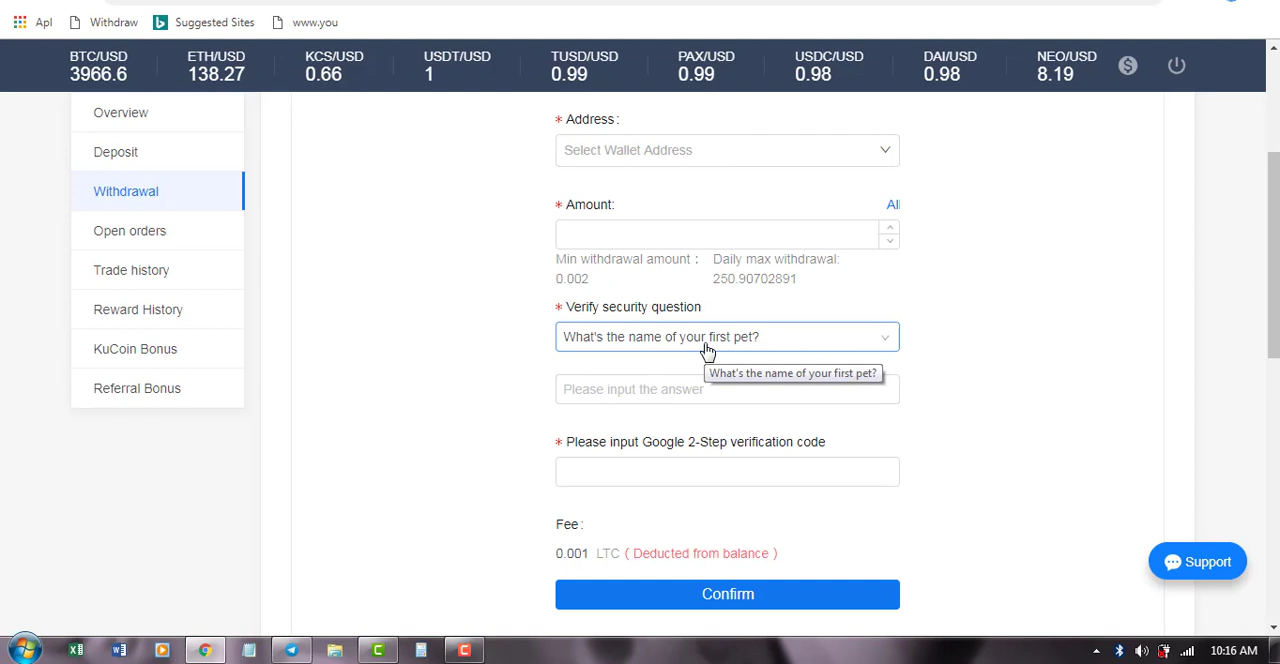 Apl Withdraw Suggested Sites www.you
BTC/USD ETH/USD KCS/USD USDT/USD TUSD/USD PAX/USD USDC/USD DAI/USD NEO/USD
3966.6 138.27 0.66 1 0.99 0.99 0.98 0.98 8.19
Overview
Deposit
Withdrawal
Open orders
Trade history
Reward History
KuCoin Bonus
Referral Bonus
* Address :
Select Wallet Address
* Amount: All
Min withdrawal amount : Daily max withdrawal:
0.002 250.90702891
* Verify security question
What's the name of your first pet?
What's the name of your first pet?
Please input the answer
* Please input Google 2-Step verification code
Fee :
0.001 LTC ( Deducted from balance )
Confirm
Support
10:16 AM